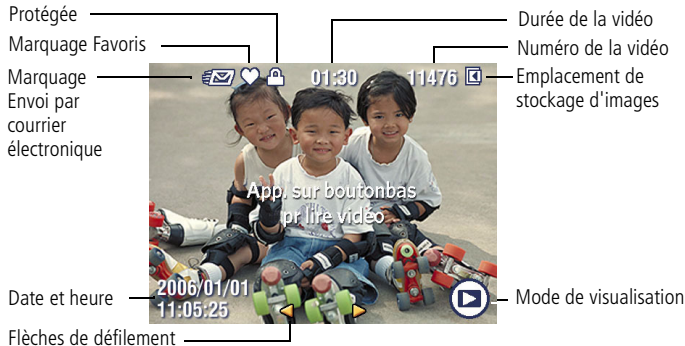 Protégée
Marquage Favoris
Marquage
Envoi par
courrier
électronique
Durée de la vidéo
Numéro de la vidéo
Emplacement de
stockage d'images
01:30
11476
App. sur boutonbas
pr lire vidéo
2006/01/01
11:05:25
Date et heure
Flèches de défilement
Mode de visualisation